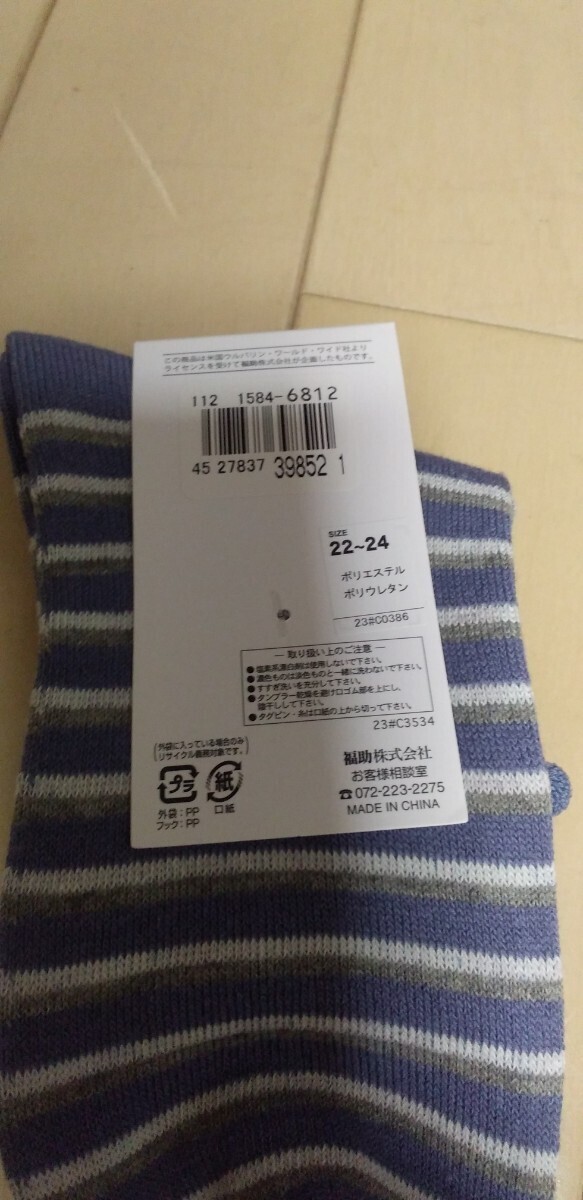 この商品は米国ウルバリン・ワールド・ワイド社より
ライセンスを受けて福助株式会社が企画したものです。
112 1584-6812
45 27837 39852 1
SIZE
22~24
ポリエステル
ポリウレタン
23#C0386
取り扱い上のご注意
●塩素系漂白剤は使用しないで下さい。
●濃色ものは淡色ものと一緒に洗わないで下さい。
●すすぎ洗いを充分して下さい。
●タンブラー乾燥を避け口ゴム部を上にし、
陰干しして下さい。
●タグピン・糸は口紙の上から切って下さい。
23#C3534
(外袋に入っている場合のみ
リサイクル義務対象です。)
プラ
紙
外袋:PP
フック:PP
口紙
福助株式会社
お客様相談室
☎072-223-2275
MADE IN CHINA